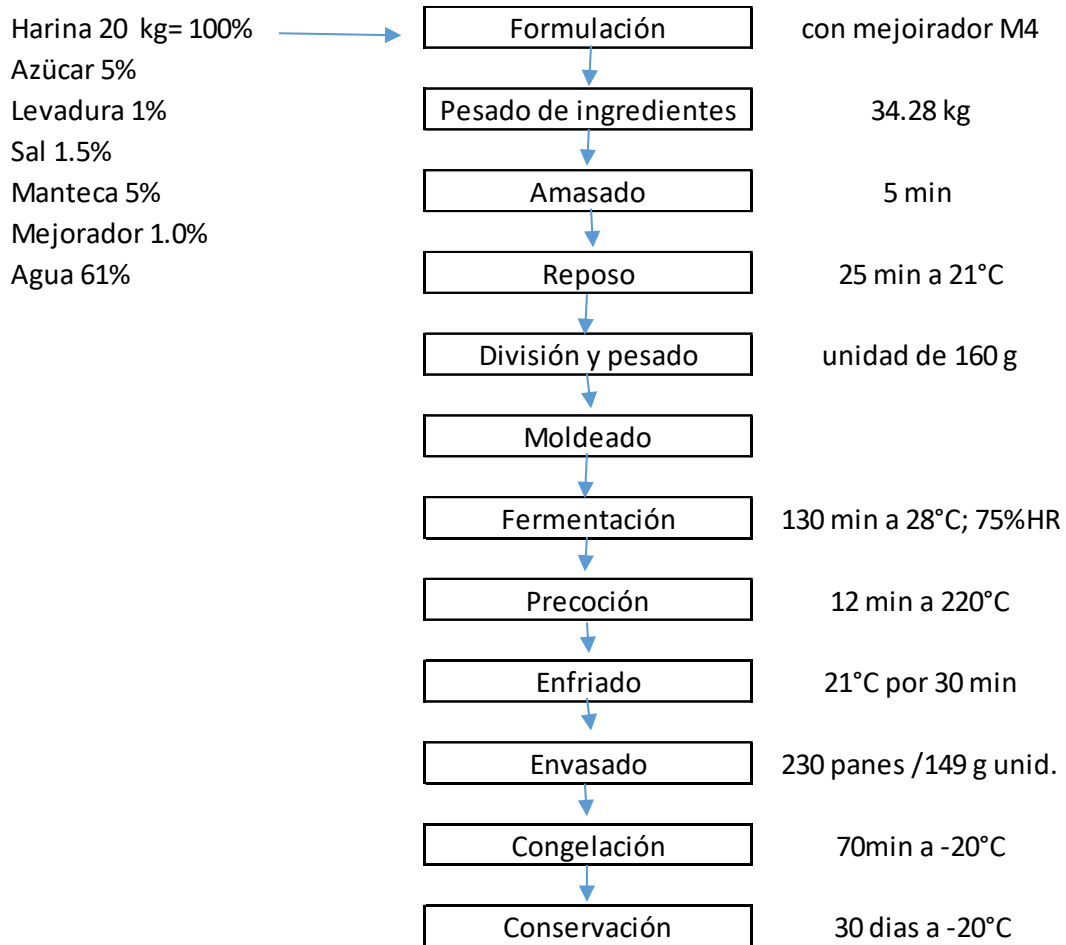 Harina 20 kg= 100%
Azücar 5%
Levadura 1%
Sal 1.5%
Manteca 5%
Mejorador 1.0%
Agua 61%
Formulación
con mejoirador M4
Pesado de ingredientes
34.28 kg
Amasado
5 min
Reposo
25 min a 21°C
División y pesado
unidad de 160 g
Moldeado
Fermentación
130 min a 28°C; 75%HR
Precoción
12 min a 220°C
Enfriado
21°C por 30 min
Envasado
230 panes /149 g unid.
Congelación
70min a -20°C
Conservación
30 dias a -20°C